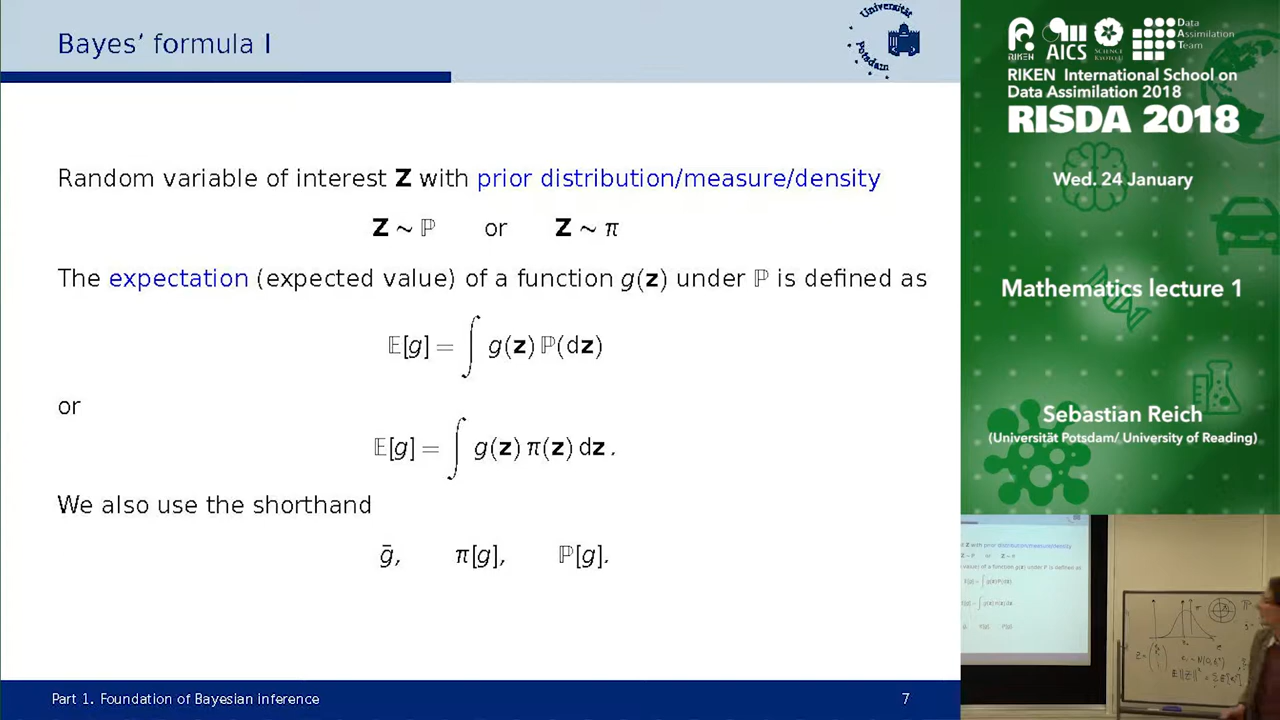 Bayes’ formula I
Universität
Potsdam
Random variable of interest Z with prior distribution/measure/density
Z ∼ ℙ or Z ∼ π
The expectation (expected value) of a function g(z) under ℙ is defined as
𝔼[g] = ∫ g(z) ℙ(dz)
or
𝔼[g] = ∫ g(z) π(z) dz .
We also use the shorthand
ḡ, π[g], ℙ[g].
Part 1. Foundation of Bayesian inference
7
RIKEN
AICS
Data
Assimilation
Team
RIKEN International School on
Data Assimilation 2018
RISDA 2018
Wed. 24 January
Mathematics lecture 1
Sebastian Reich
(Universität Potsdam/ University of Reading)